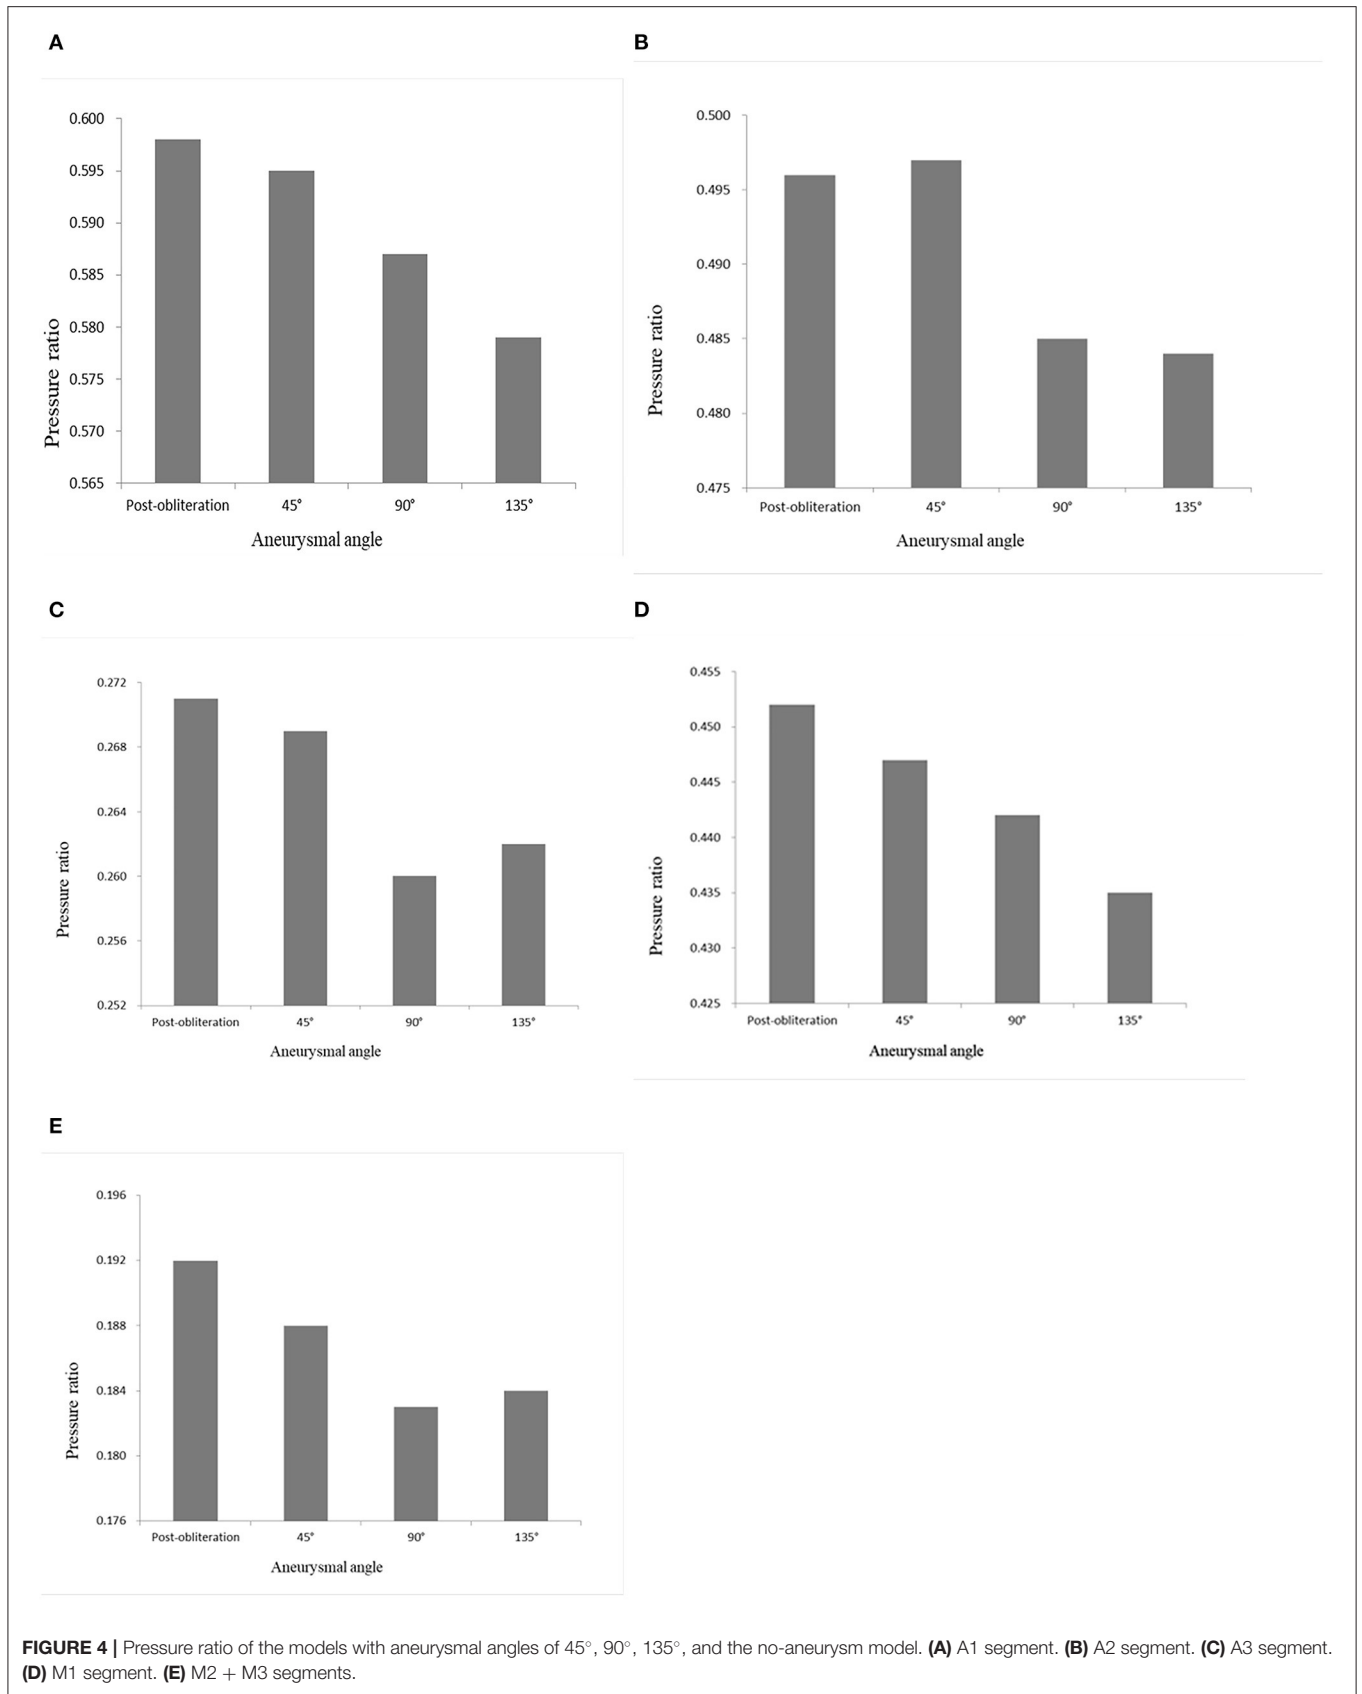 A
0.600
0.595
0.590
0.585
0.580
0.575
0.570
0.565
Pressure ratio
Post-obliteration 45° 90° 135°
Aneurysmal angle
B
0.500
0.495
0.490
0.485
0.480
0.475
Pressure ratio
Post-obliteration 45° 90° 135°
Aneurysmal angle
C
0.272
0.268
0.264
0.260
0.256
0.252
Pressure ratio
Post-obliteration 45° 90° 135°
Aneurysmal angle
D
0.455
0.450
0.445
0.440
0.435
0.430
0.425
Pressure ratio
Post-obliteration 45° 90° 135°
Aneurysmal angle
E
0.196
0.192
0.188
0.184
0.180
0.176
Pressure ratio
Post-obliteration 45° 90° 135°
Aneurysmal angle
FIGURE 4 | Pressure ratio of the models with aneurysmal angles of 45°, 90°, 135°, and the no-aneurysm model. (A) A1 segment. (B) A2 segment. (C) A3 segment.
(D) M1 segment. (E) M2 + M3 segments.